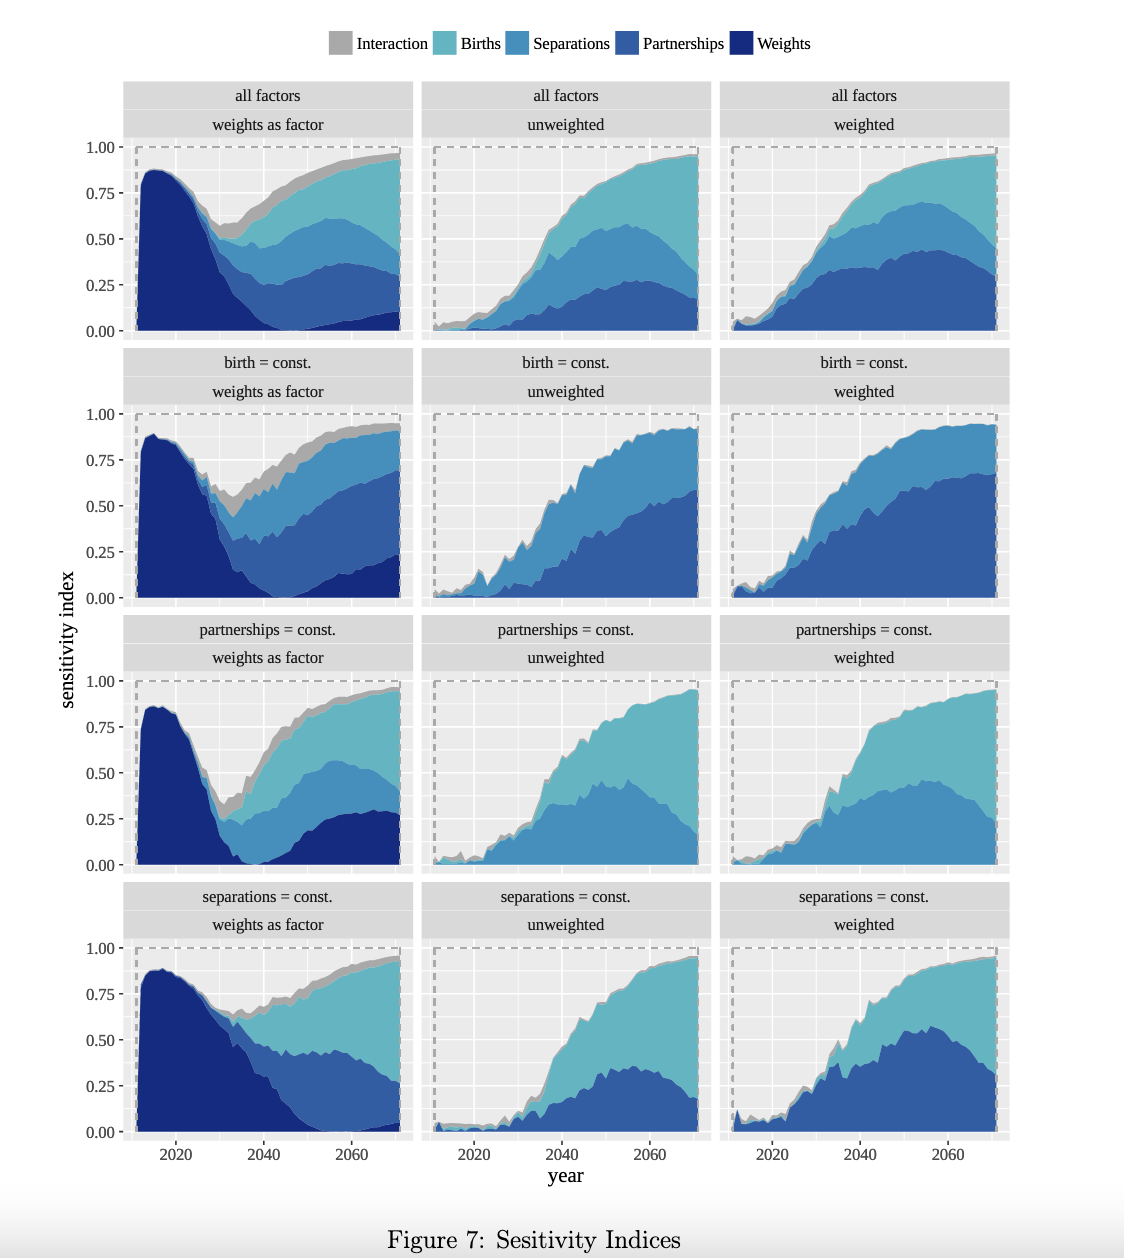 Interaction Births Separations Partnerships Weights
all factors all factors all factors
weights as factor unweighted weighted
1.00
0.75
0.50
0.25
0.00
birth = const. birth = const. birth = const.
weights as factor unweighted weighted
1.00
0.75
0.50
0.25
0.00
sensitivity index
partnerships = const. partnerships = const. partnerships = const.
weights as factor unweighted weighted
1.00
0.75
0.50
0.25
0.00
separations = const. separations = const. separations = const.
weights as factor unweighted weighted
1.00
0.75
0.50
0.25
0.00
2020 2040 2060 2020 2040 2060 2020 2040 2060
year
Figure 7: Sesitivity Indices